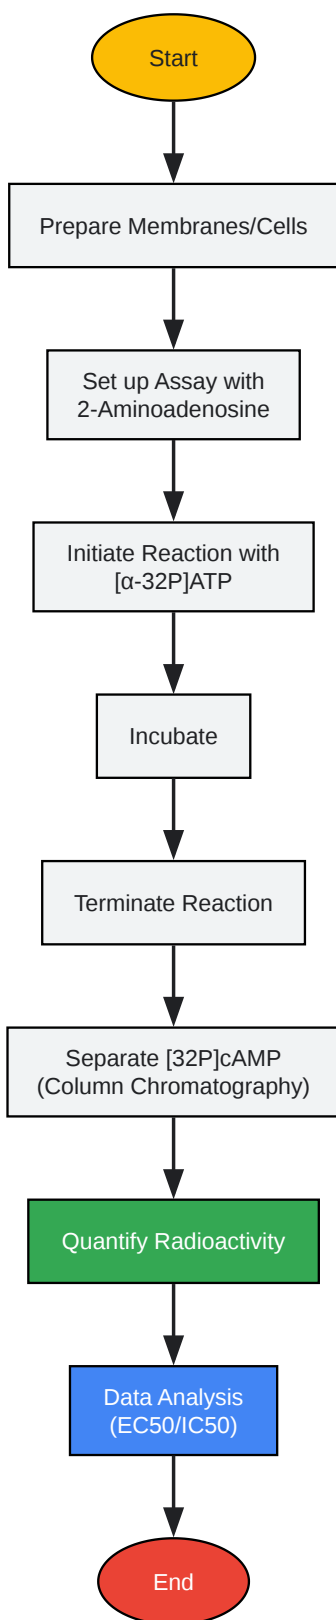 Start
Prepare Membranes/Cells
Set up Assay with
2-Aminoadenosine
Initiate Reaction with
[α-32P]ATP
Incubate
Terminate Reaction
Separate [32P]cAMP
(Column Chromatography)
Quantify Radioactivity
Data Analysis
(EC50/IC50)
End